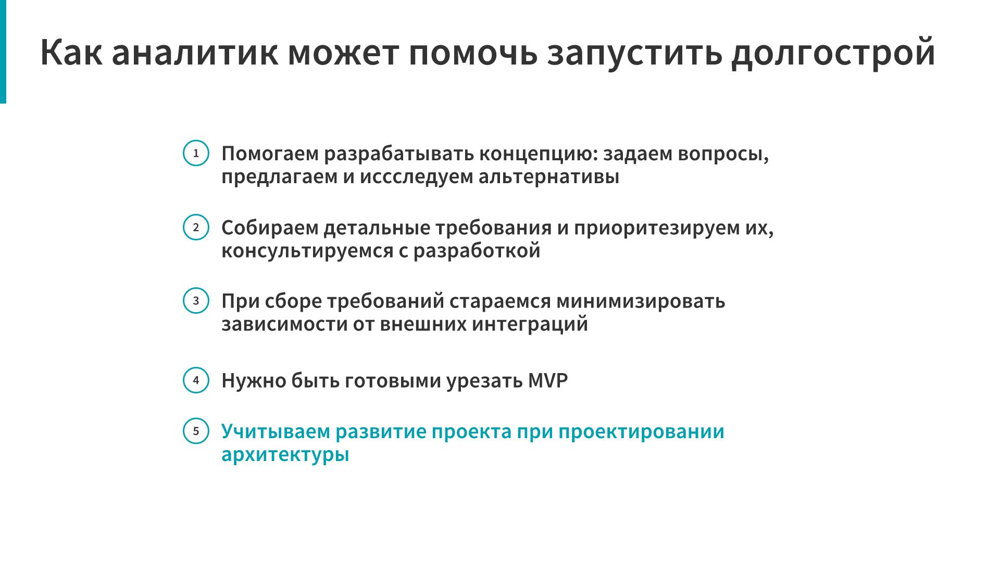 Как аналитик может помочь запустить долгострой
1 Помогаем разрабатывать концепцию: задаем вопросы,
предлагаем и иссследуем альтернативы
2 Собираем детальные требования и приоритезируем их,
консультируемся с разработкой
3 При сборе требований стараемся минимизировать
зависимости от внешних интеграций
4 Нужно быть готовыми урезать MVP
5 Учитываем развитие проекта при проектировании
архитектуры